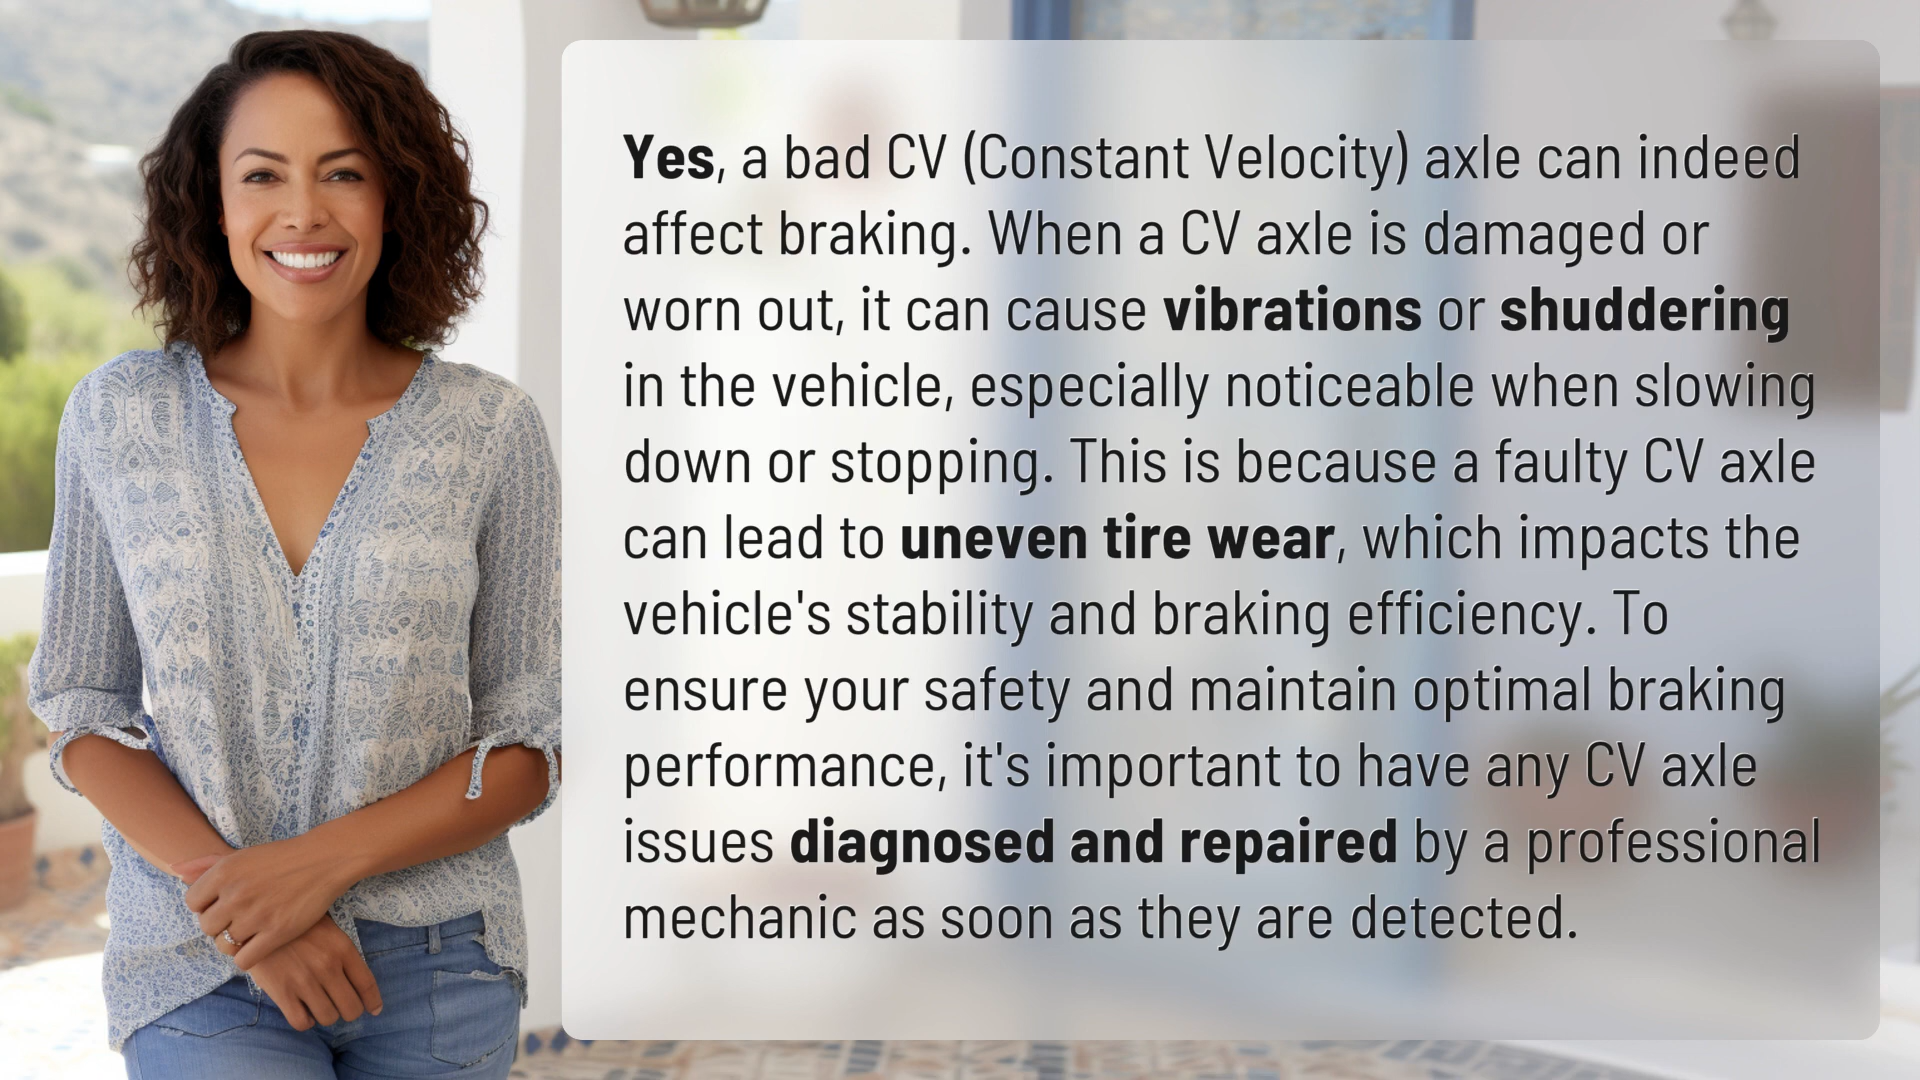 Yes, a bad CV (Constant Velocity) axle can indeed
affect braking. When a CV axle is damaged or
worn out, it can cause vibrations or shuddering
in the vehicle, especially noticeable when slowing
down or stopping. This is because a faulty CV axle
can lead to uneven tire wear, which impacts the
vehicle's stability and braking efficiency. To
ensure your safety and maintain optimal braking
performance, it's important to have any CV axle
issues diagnosed and repaired by a professional
mechanic as soon as they are detected.